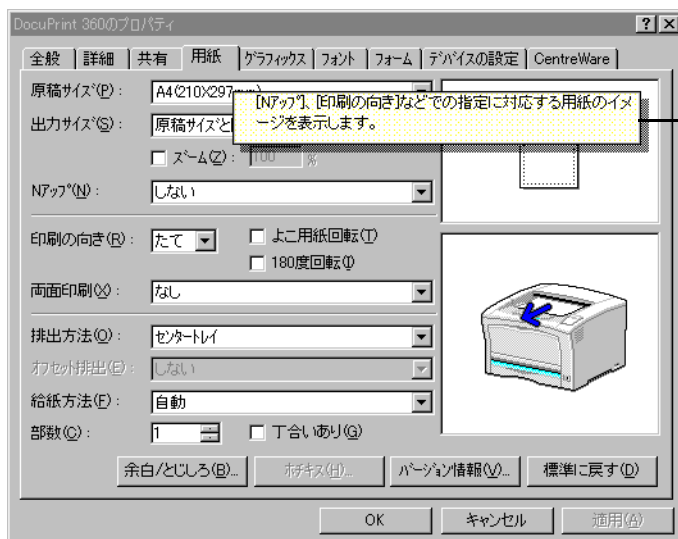 DocuPrint 360のプロパティ
全般 詳細 共有 用紙 グラフィックス フォント フォーム デバイスの設定 CentreWare
原稿サイズ(P): A4(210X297
[Nアップ]、[印刷の向き]などでの指定に対応する用紙のイメ
ージを表示します。
出力サイズ(S): 原稿サイズと
ズーム(Z): 100 %
Nアップ(N): しない
印刷の向き(R): たて よこ用紙回転(T)
180度回転(I)
両面印刷(X): なし
排出方法(O): センタートレイ
オフセット排出(E): しない
給紙方法(F): 自動
部数(C): 1 丁合いあり(G)
余白/とじしろ(B)... ホチキス(H)... バージョン情報(V)... 標準に戻す(D)
OK キャンセル 適用(A)